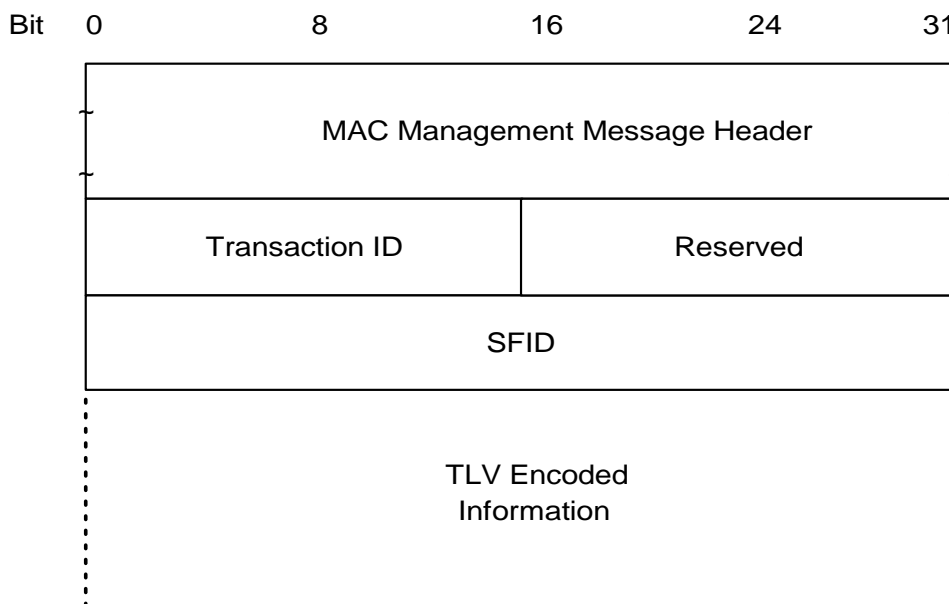 Bit 0 8 16 24 31
~
MAC Management Message Header
~
Transaction ID Reserved
SFID
TLV Encoded
Information